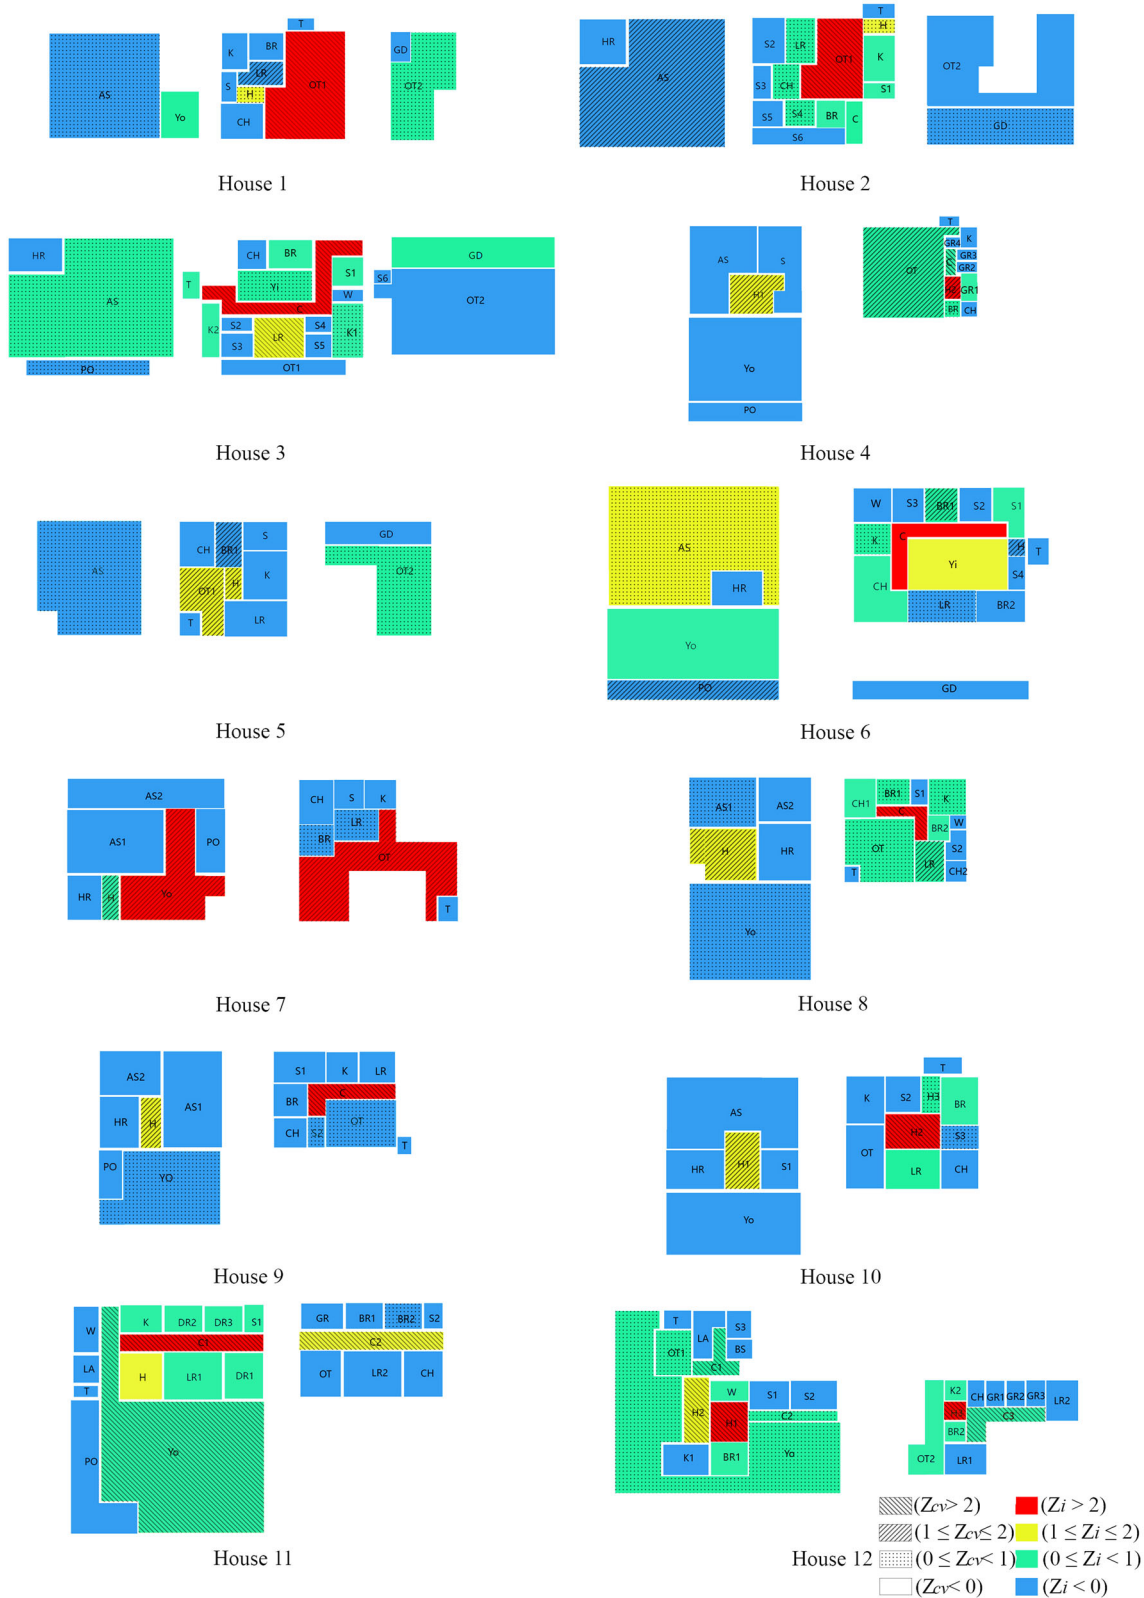 T
K
BR
AS
LR
S
H
OT1
CH
Yo
GD
OT2
House 1
T
HR
S2
LR
H
OT1
K
AS
S3
CH
S1
S5
S4
BR
C
S6
OT2
GD
House 2
HR
AS
PO
CH
BR
T
Yi
S1
W
C
K2
S2
S3
LR
S4
S5
K1
OT1
GD
S6
OT2
House 3
AS
S
H1
Yo
PO
T
K
GR4
GR3
C
GR2
OT
GR1
BR
CH
House 4
AS
CH
BR1
S
K
OT1
H
T
LR
GD
OT2
House 5
AS
HR
Yo
PO
W
S3
BR1
S2
S1
K
C
H
T
Yi
CH
S4
LR
BR2
GD
House 6
AS2
AS1
PO
HR
H
Yo
CH
S
K
BR
LR
OT
T
House 7
AS1
AS2
H
HR
Yo
CH1
BR1
S1
K
C
BR2
W
OT
S2
LR
T
CH2
House 8
AS2
AS1
HR
H
PO
YO
S1
K
LR
BR
C
CH
S2
OT
T
House 9
AS
HR
H1
S1
Yo
T
K
S2
H3
BR
H2
S3
OT
LR
CH
House 10
W
K
DR2
DR3
S1
C1
LA
H
LR1
DR1
T
PO
Yo
GR
BR1
BR2
S2
C2
OT
LR2
CH
House 11
T
LA
S3
BS
OT1
C1
W
S1
S2
H2
H1
C2
K1
BR1
Yo
K2
CH
GR1
GR2
GR3
LR2
C3
BR2
OT2
LR1
House 12
(Zcv> 2) (Zi > 2)
(1 ≤ Zcv≤ 2) (1 ≤ Zi ≤ 2)
(0 ≤ Zcv< 1) (0 ≤ Zi < 1)
(Zcv< 0) (Zi < 0)